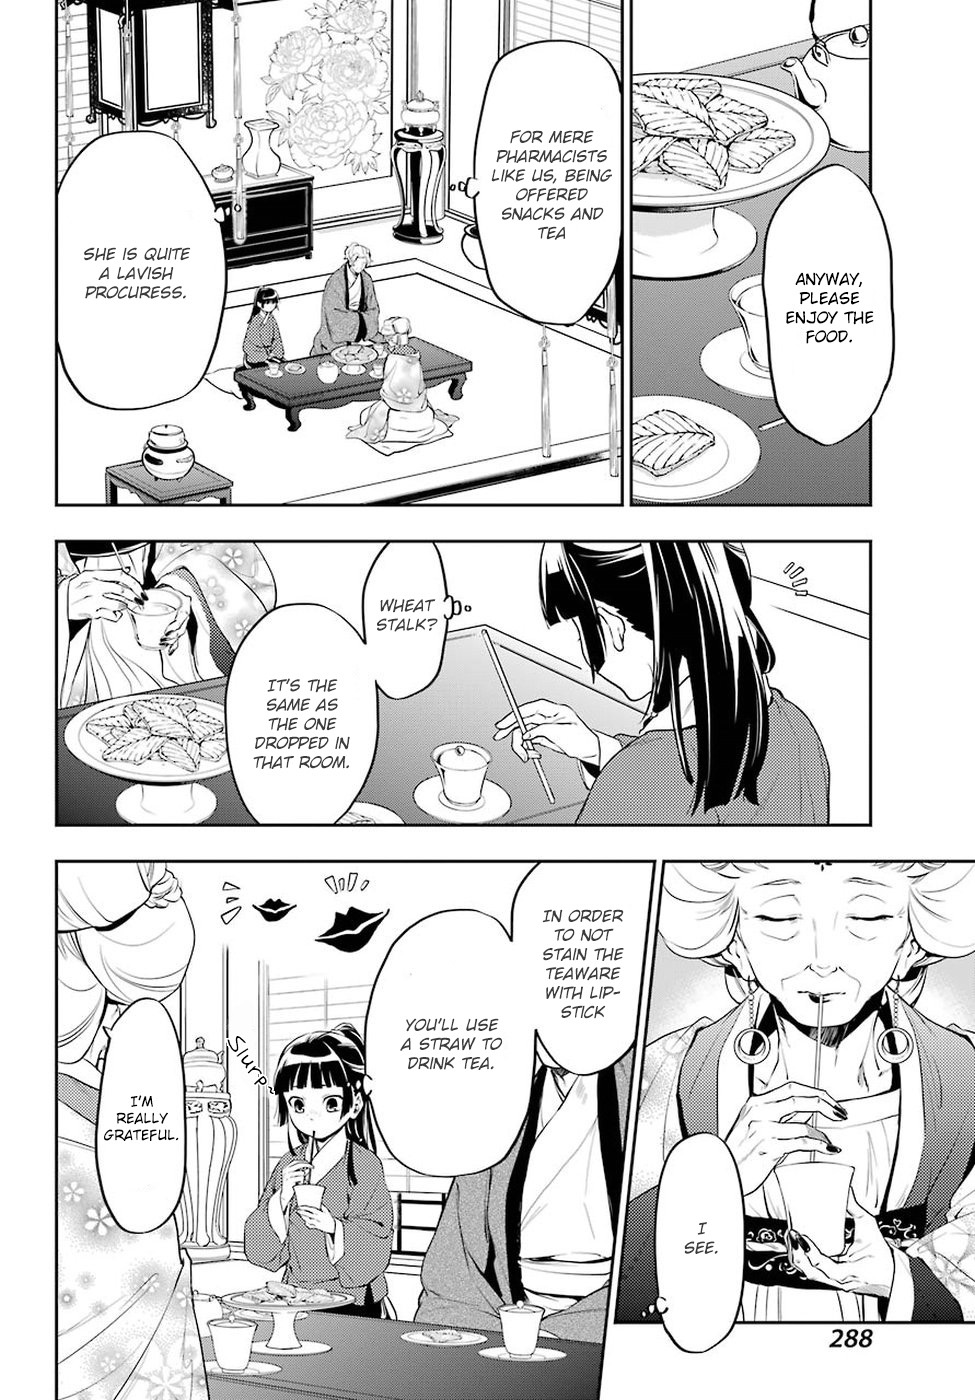 ANYWAY,
PLEASE
ENJOY THE
FOOD.
FOR MERE
PHARMACISTS
LIKE US, BEING
OFFERED
SNACKS AND
TEA
SHE IS QUITE
A LAVISH
PROCURESS.
WHEAT
STALK?
IT'S THE
SAME AS
THE ONE
DROPPED IN
THAT ROOM.
I
SEE.
IN ORDER
TO NOT
STAIN THE
TEAWARE
WITH LIP-
STICK
YOU'LL USE
A STRAW TO
DRINK TEA.
Slurp~
I'M
REALLY
GRATEFUL.
288